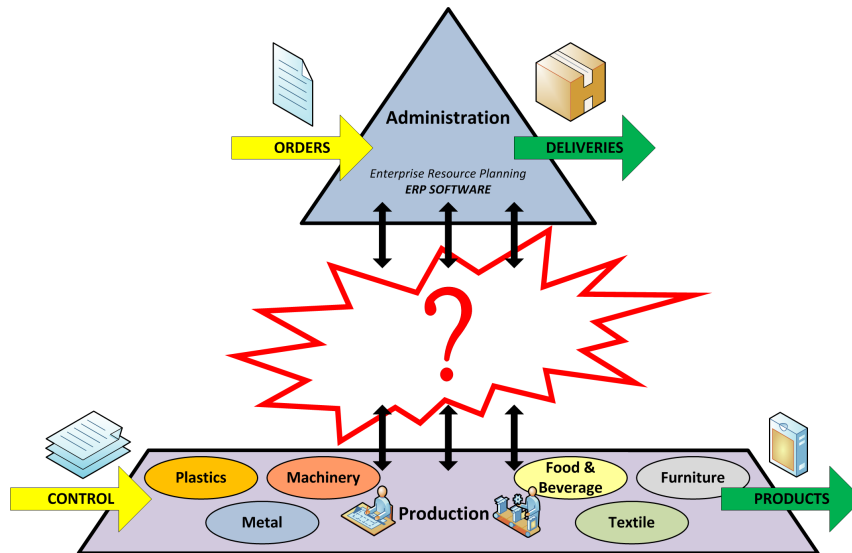 Administration
ORDERS
DELIVERIES
Enterprise Resource Planning
ERP SOFTWARE
?
Plastics
Machinery
Food &
Beverage
Furniture
CONTROL
PRODUCTS
Metal
Production
Textile